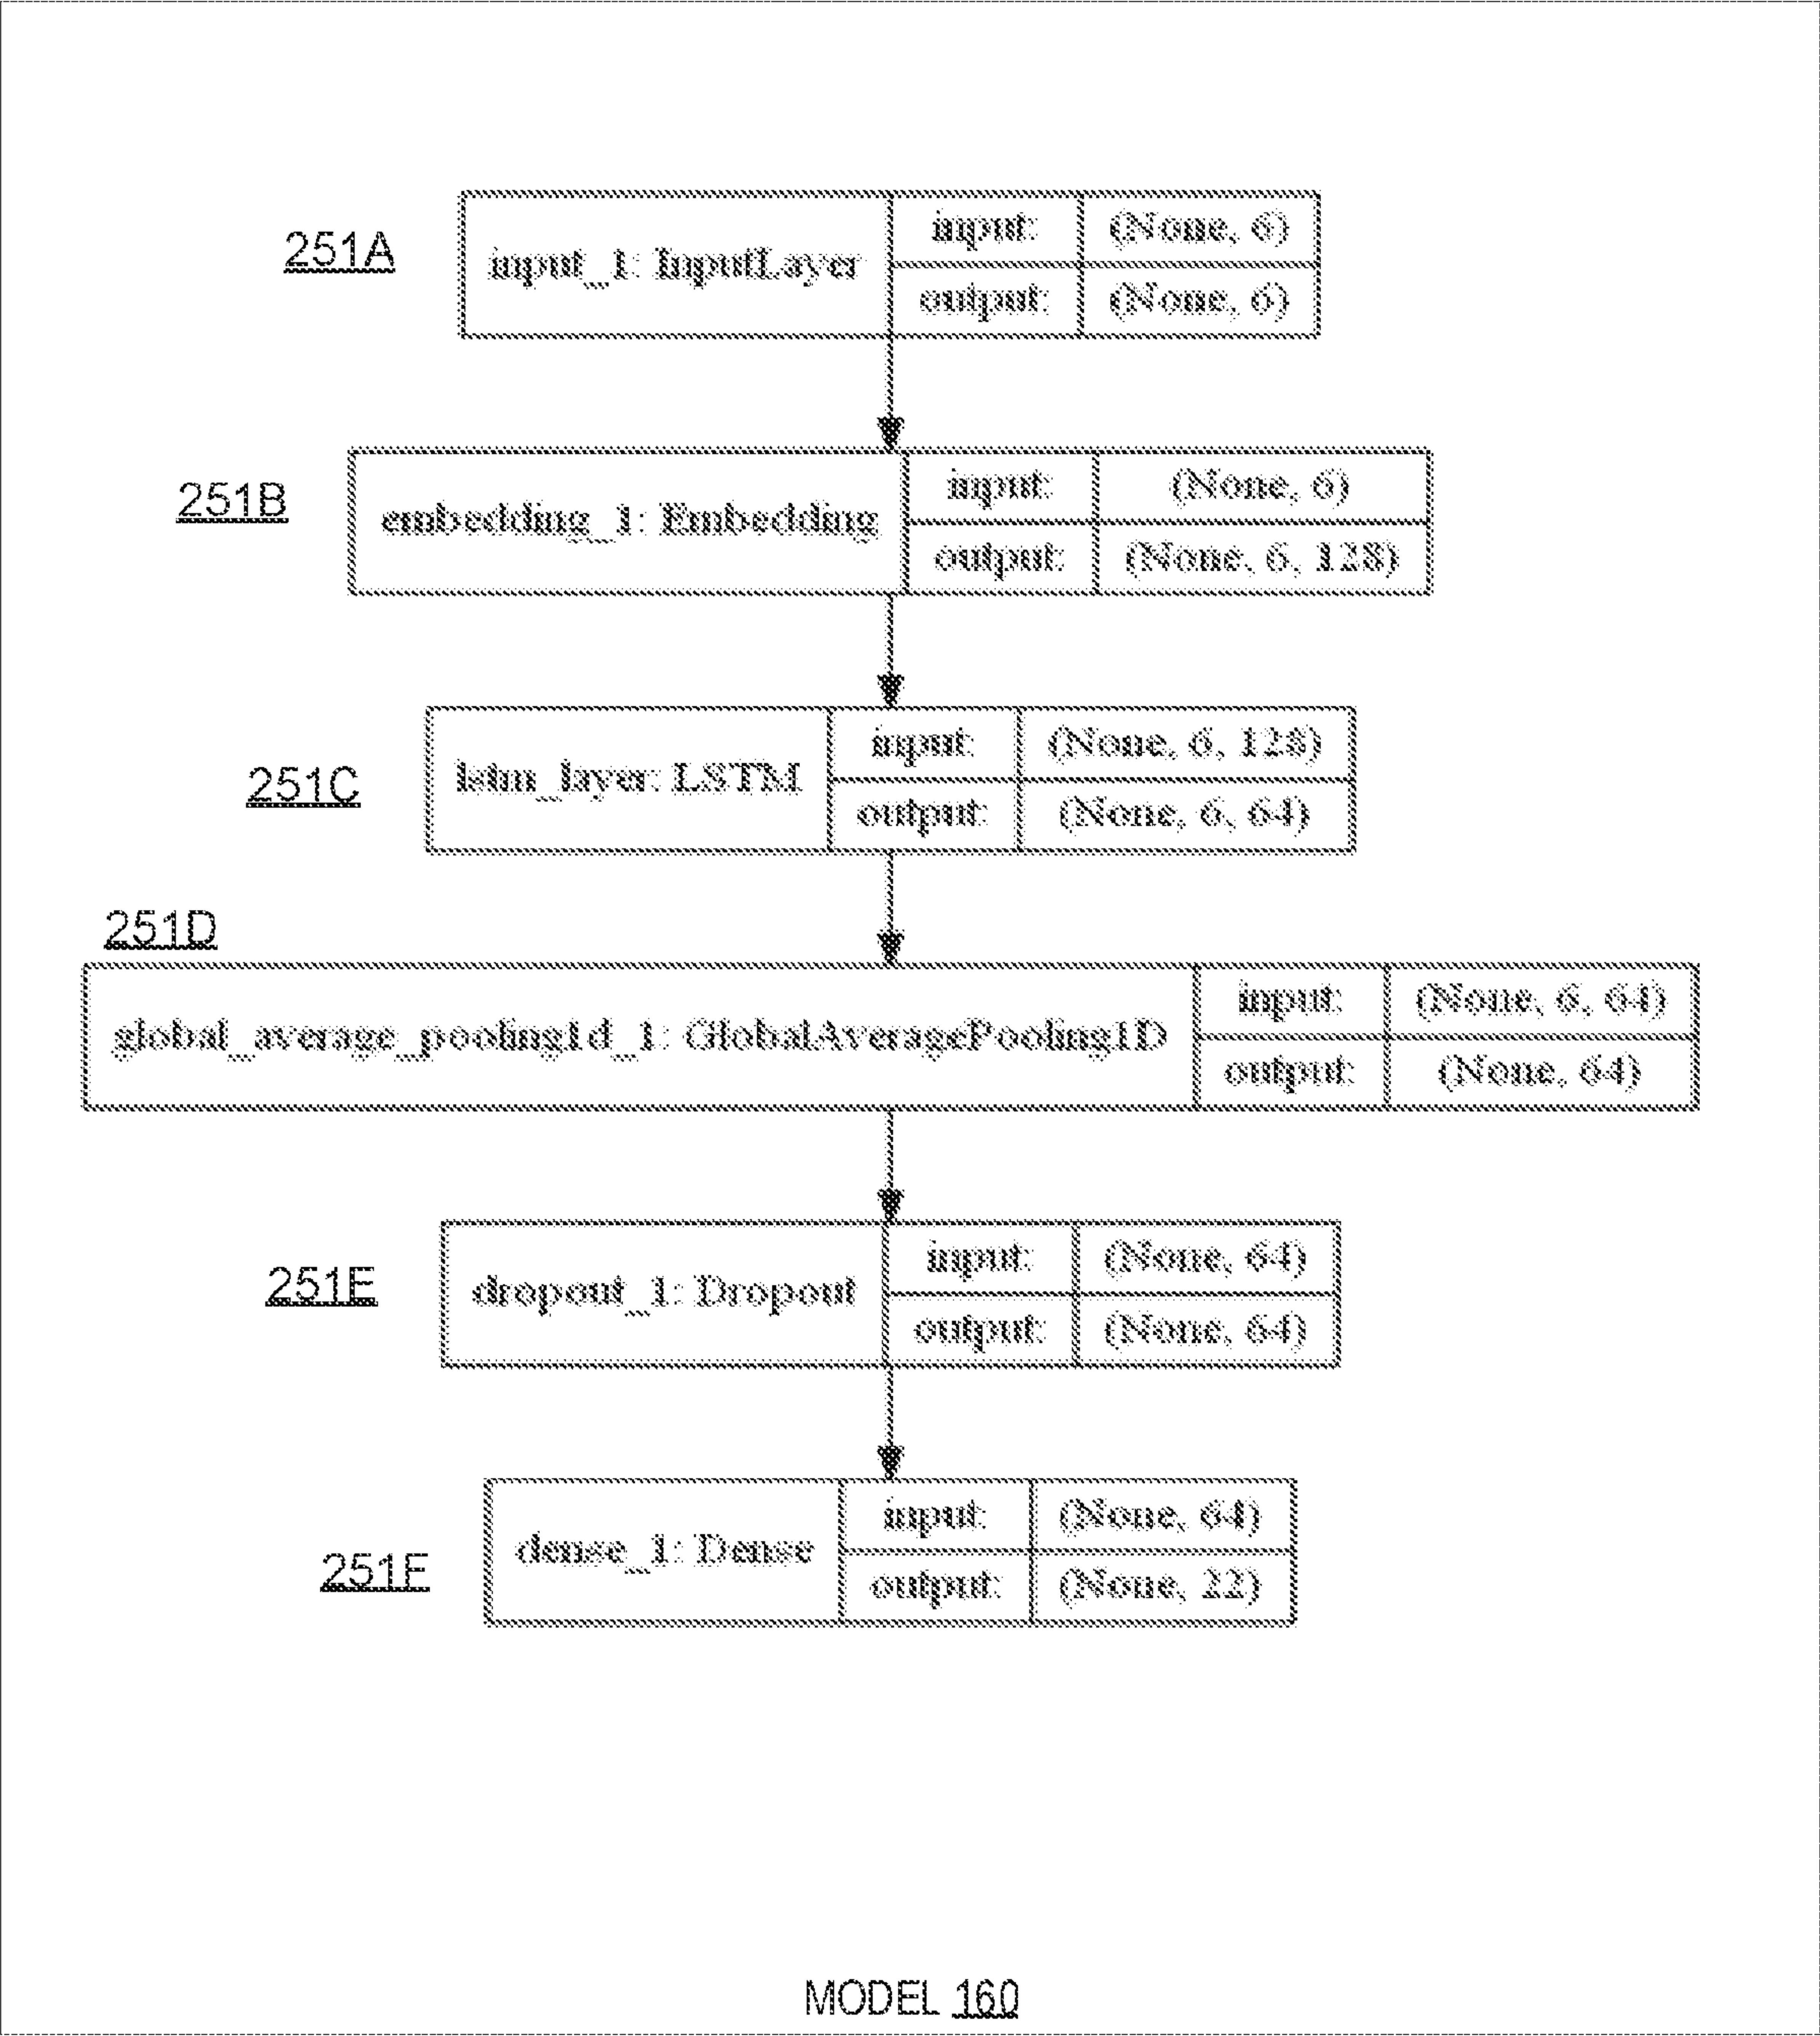 251A
input_1: InputLayer
input:
(None, 6)
output:
(None, 6)
251B
embedding_1: Embedding
input:
(None, 6)
output:
(None, 6, 128)
251C
lstm_layer: LSTM
input:
(None, 6, 128)
output:
(None, 6, 64)
251D
global_average_pooling1d_1: GlobalAveragePooling1D
input:
(None, 6, 64)
output:
(None, 64)
251E
dropout_1: Dropout
input:
(None, 64)
output:
(None, 64)
251F
dense_1: Dense
input:
(None, 64)
output:
(None, 22)
MODEL 160